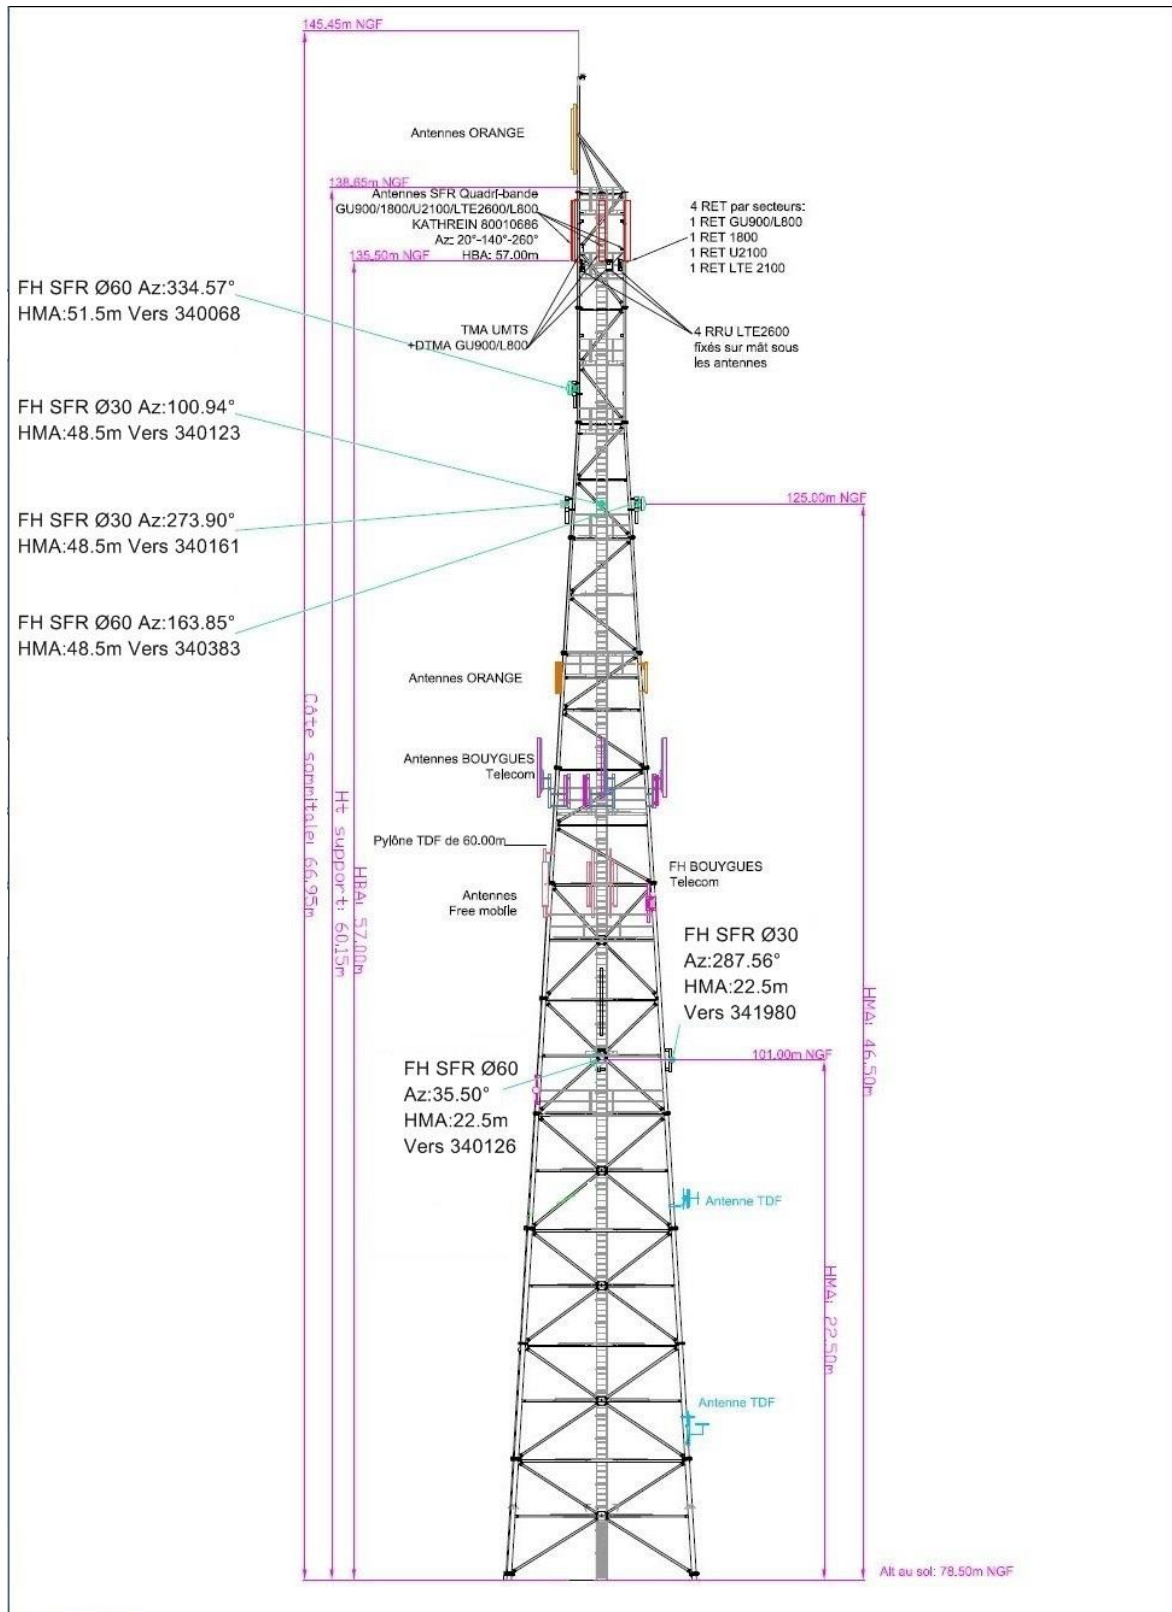 145.45m NGF
Antennes ORANGE
138.65m NGF
Antennes SFR Quadri-bande
GU900/1800/U2100/LTE2600/L800
KATHREIN 80010686
Az: 20°-140°-260°
HBA: 57.00m
135.50m NGF
4 RET par secteurs:
1 RET GU900/L800
1 RET 1800
1 RET U2100
1 RET LTE 2100
FH SFR Ø60 Az:334.57°
HMA:51.5m Vers 340068
TMA UMTS
+DTMA GU900/L800
4 RRU LTE2600
fixés sur mât sous
les antennes
FH SFR Ø30 Az:100.94°
HMA:48.5m Vers 340123
125.00m NGF
FH SFR Ø30 Az:273.90°
HMA:48.5m Vers 340161
FH SFR Ø60 Az:163.85°
HMA:48.5m Vers 340383
Antennes ORANGE
Côte sommitale: 66.95m
Ht support: 60.15m
HBA: 57.00m
Antennes BOUYGUES
Telecom
Pylône TDF de 60.00m
FH BOUYGUES
Telecom
Antennes
Free mobile
FH SFR Ø30
Az:287.56°
HMA:22.5m
Vers 341980
HMA: 46.50m
101.00m NGF
FH SFR Ø60
Az:35.50°
HMA:22.5m
Vers 340126
Antenne TDF
HMA: 22.50m
Antenne TDF
Alt au sol: 78.50m NGF